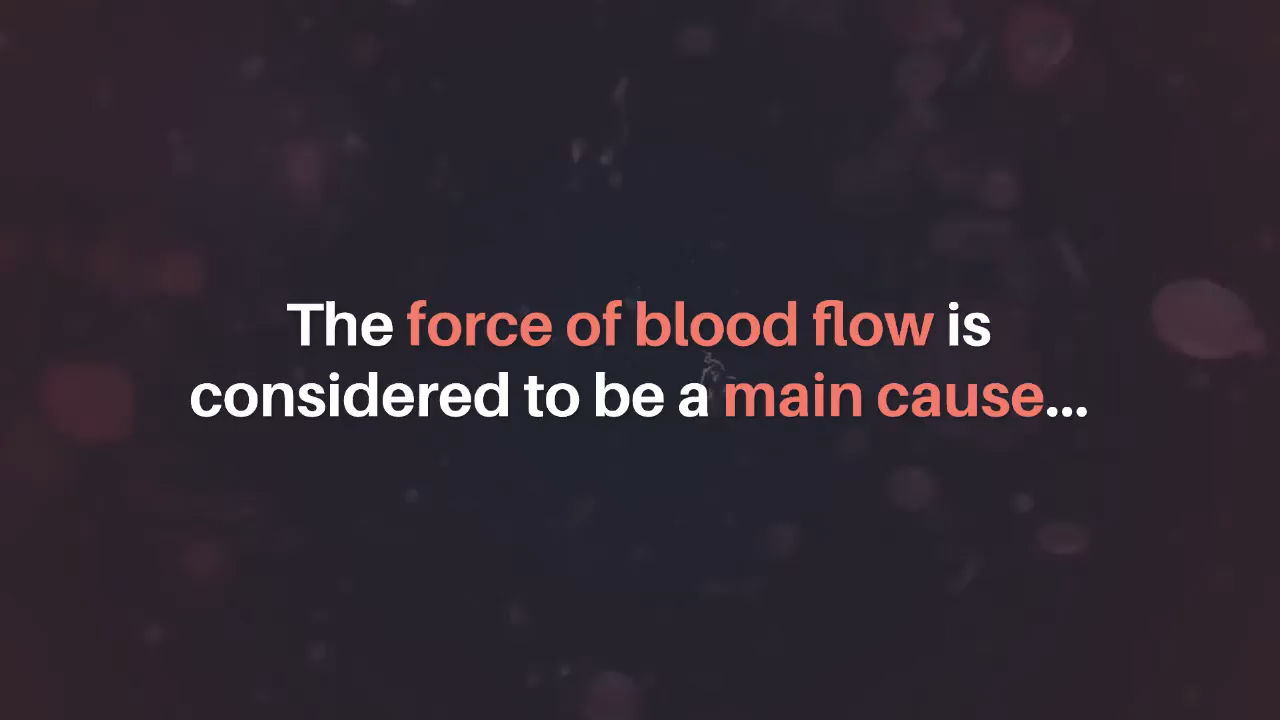 The force of blood flow is
considered to be a main cause...